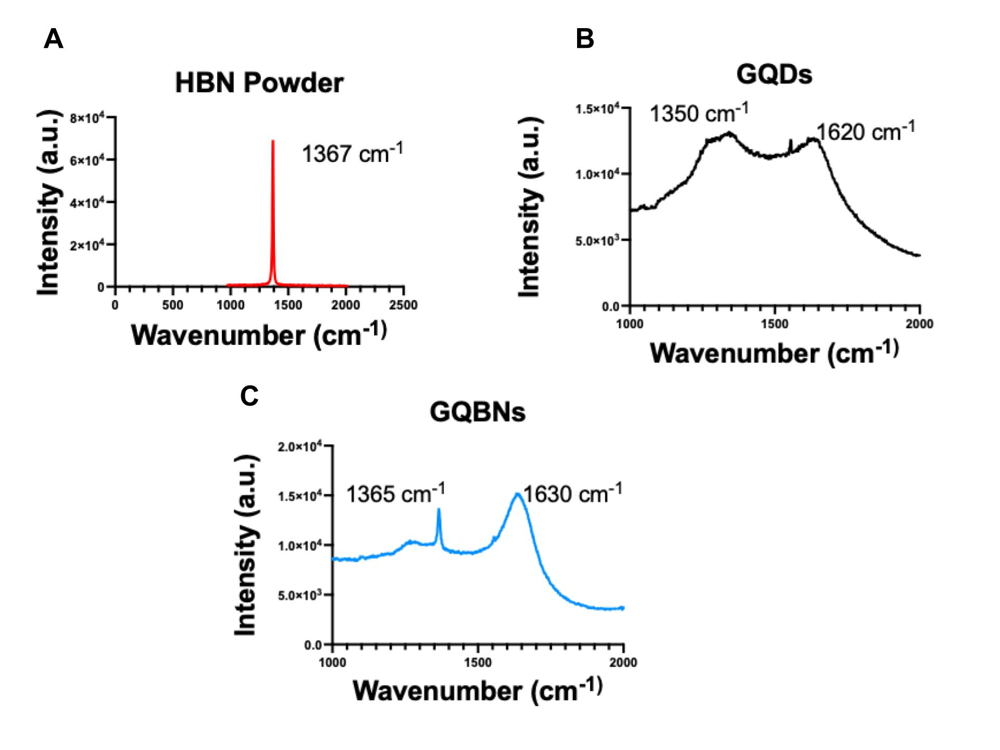 A
HBN Powder
Intensity (a.u.)
8×10⁴
6×10⁴
4×10⁴
2×10⁴
0
1367 cm⁻¹
0 500 1000 1500 2000 2500
Wavenumber (cm⁻¹⁾
B
GQDs
Intensity (a.u.)
1.5×10⁴
1.0×10⁴
5.0×10³
0.0
1350 cm⁻¹
1620 cm⁻¹
1000 1500 2000
Wavenumber (cm⁻¹⁾
C
GQBNs
Intensity (a.u.)
2.0×10⁴
1.5×10⁴
1.0×10⁴
5.0×10³
0.0
1365 cm⁻¹
1630 cm⁻¹
1000 1500 2000
Wavenumber (cm⁻¹⁾